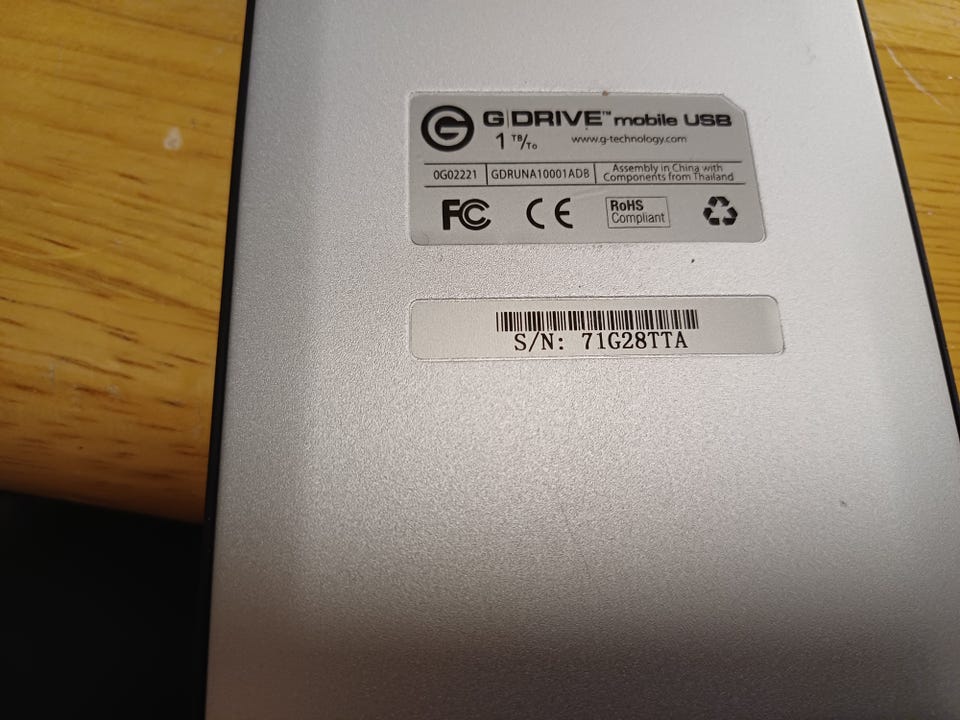 G|DRIVE™ mobile USB
1 TB/To www.g-technology.com
0G02221 GDRUNA10001ADB Assembly in China with
Components from Thailand
FC CE RoHS
Compliant
S/N: 71G28TTA